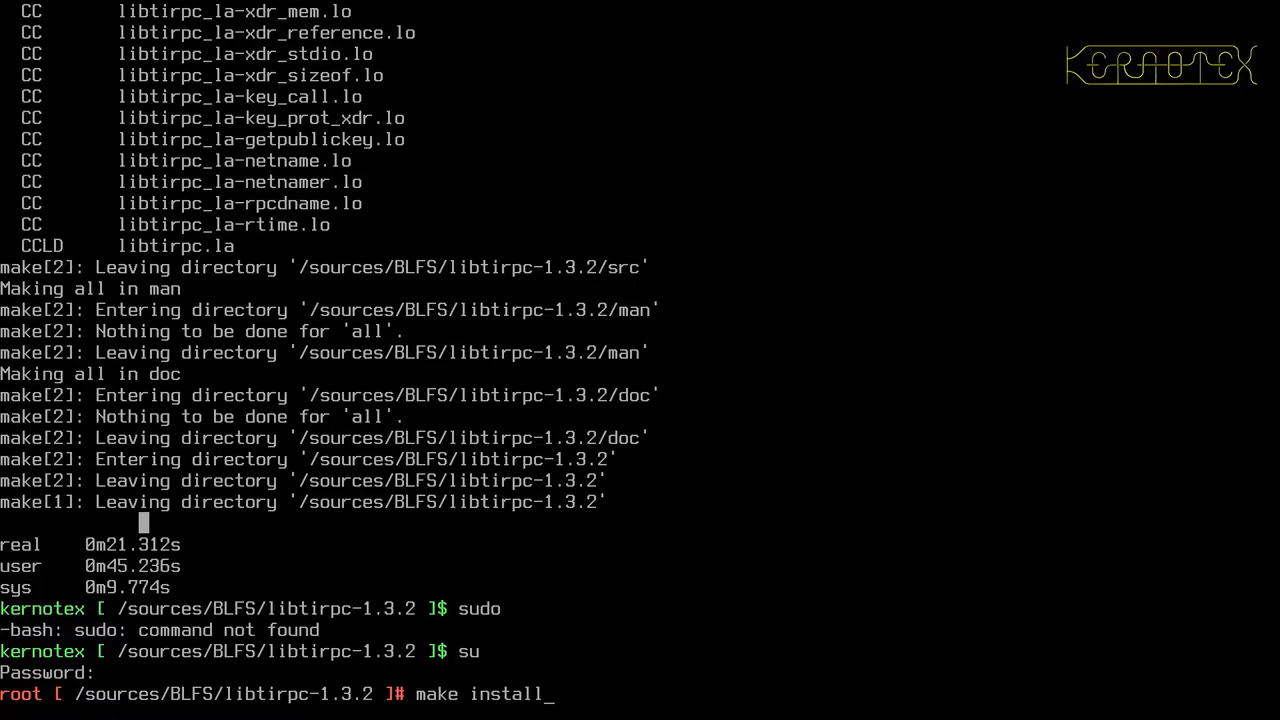 CC       libtirpc_la-xdr_mem.lo
CC       libtirpc_la-xdr_reference.lo
CC       libtirpc_la-xdr_stdio.lo
CC       libtirpc_la-xdr_sizeof.lo
CC       libtirpc_la-key_call.lo
CC       libtirpc_la-key_prot_xdr.lo
CC       libtirpc_la-getpublickey.lo
CC       libtirpc_la-netname.lo
CC       libtirpc_la-netnamer.lo
CC       libtirpc_la-rpcdname.lo
CC       libtirpc_la-rtime.lo
CCLD     libtirpc.la
make[2]: Leaving directory '/sources/BLFS/libtirpc-1.3.2/src'
Making all in man
make[2]: Entering directory '/sources/BLFS/libtirpc-1.3.2/man'
make[2]: Nothing to be done for 'all'.
make[2]: Leaving directory '/sources/BLFS/libtirpc-1.3.2/man'
Making all in doc
make[2]: Entering directory '/sources/BLFS/libtirpc-1.3.2/doc'
make[2]: Nothing to be done for 'all'.
make[2]: Leaving directory '/sources/BLFS/libtirpc-1.3.2/doc'
make[2]: Entering directory '/sources/BLFS/libtirpc-1.3.2'
make[2]: Leaving directory '/sources/BLFS/libtirpc-1.3.2'
make[1]: Leaving directory '/sources/BLFS/libtirpc-1.3.2'
real    0m21.312s
user    0m45.236s
sys     0m9.774s
kernotex [ /sources/BLFS/libtirpc-1.3.2 ]$ sudo
-bash: sudo: command not found
kernotex [ /sources/BLFS/libtirpc-1.3.2 ]$ su
Password:
root [ /sources/BLFS/libtirpc-1.3.2 ]# make install_
KERNOTEX